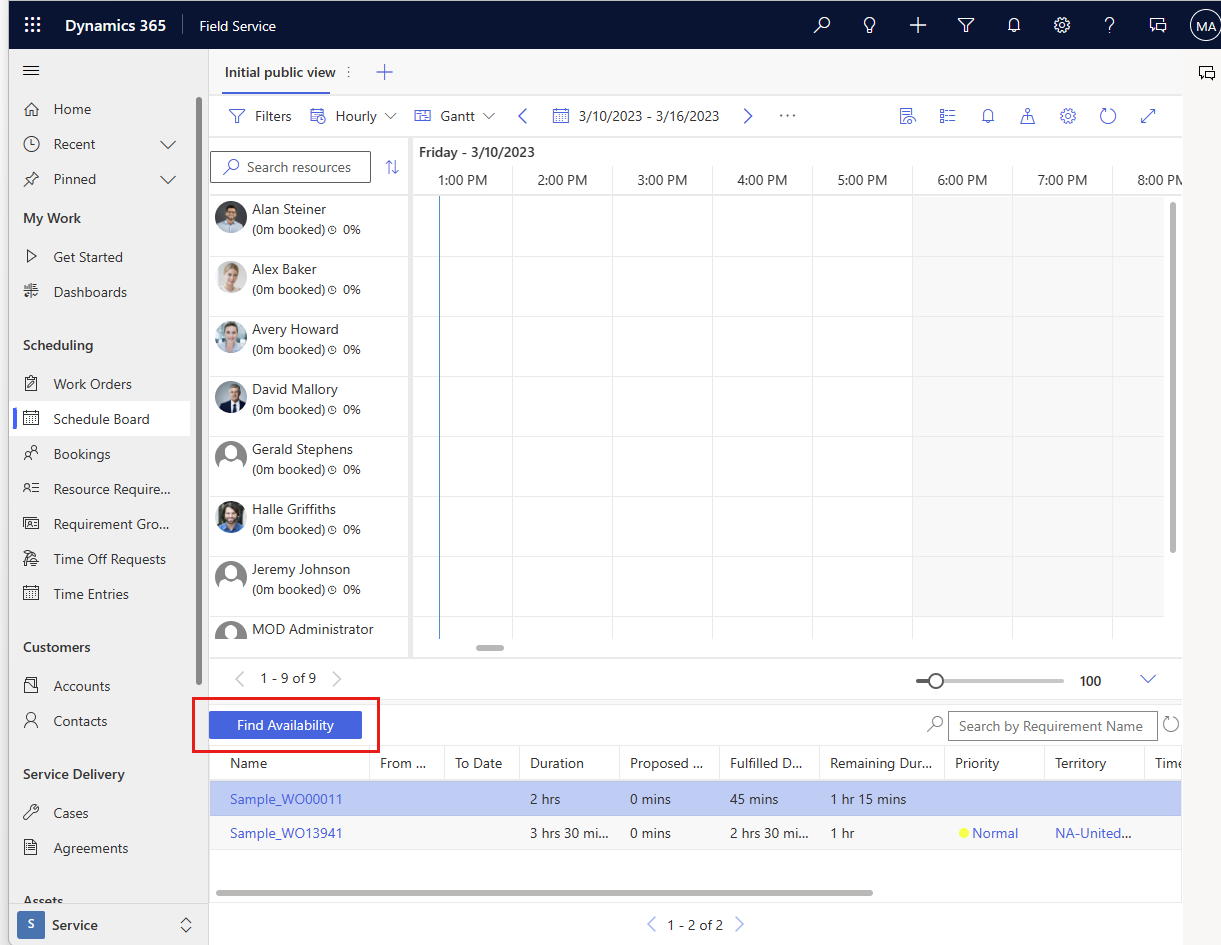 Dynamics 365 Field Service MA
Home
Recent
Pinned
My Work
Get Started
Dashboards
Scheduling
Work Orders
Schedule Board
Bookings
Resource Require...
Requirement Gro...
Time Off Requests
Time Entries
Customers
Accounts
Contacts
Service Delivery
Cases
Agreements
Assets
S Service
Initial public view
Filters Hourly Gantt 3/10/2023 - 3/16/2023 ...
Search resources
Friday - 3/10/2023
1:00 PM 2:00 PM 3:00 PM 4:00 PM 5:00 PM 6:00 PM 7:00 PM 8:00 PM
Alan Steiner
(0m booked) 0%
Alex Baker
(0m booked) 0%
Avery Howard
(0m booked) 0%
David Mallory
(0m booked) 0%
Gerald Stephens
(0m booked) 0%
Halle Griffiths
(0m booked) 0%
Jeremy Johnson
(0m booked) 0%
MOD Administrator
1 - 9 of 9 100
Find Availability Search by Requirement Name
Name From ... To Date Duration Proposed ... Fulfilled D... Remaining Dur... Priority Territory Time
Sample_WO00011 2 hrs 0 mins 45 mins 1 hr 15 mins
Sample_WO13941 3 hrs 30 mi... 0 mins 2 hrs 30 mi... 1 hr Normal NA-United...
1 - 2 of 2